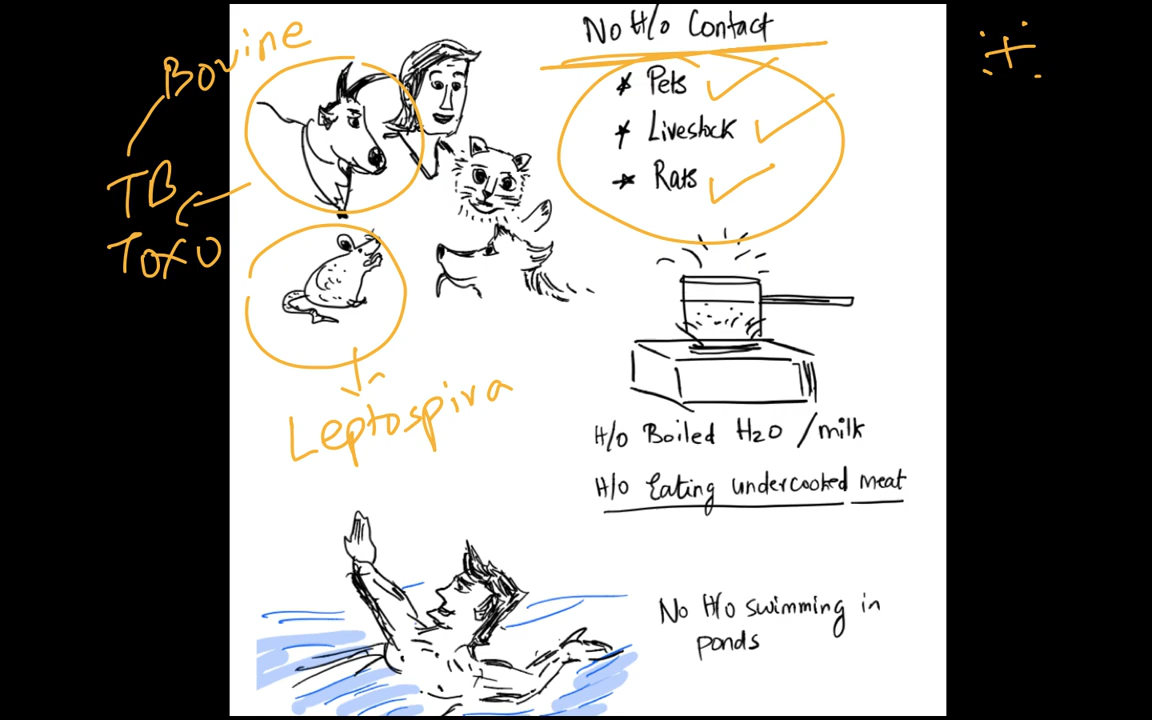 Bovine
TB
Toxo
Leptospira
No H/o Contact
* Pets
* Livestock
* Rats
H/o Boiled H2O / milk
H/o Eating undercooked meat
No H/o swimming in
ponds